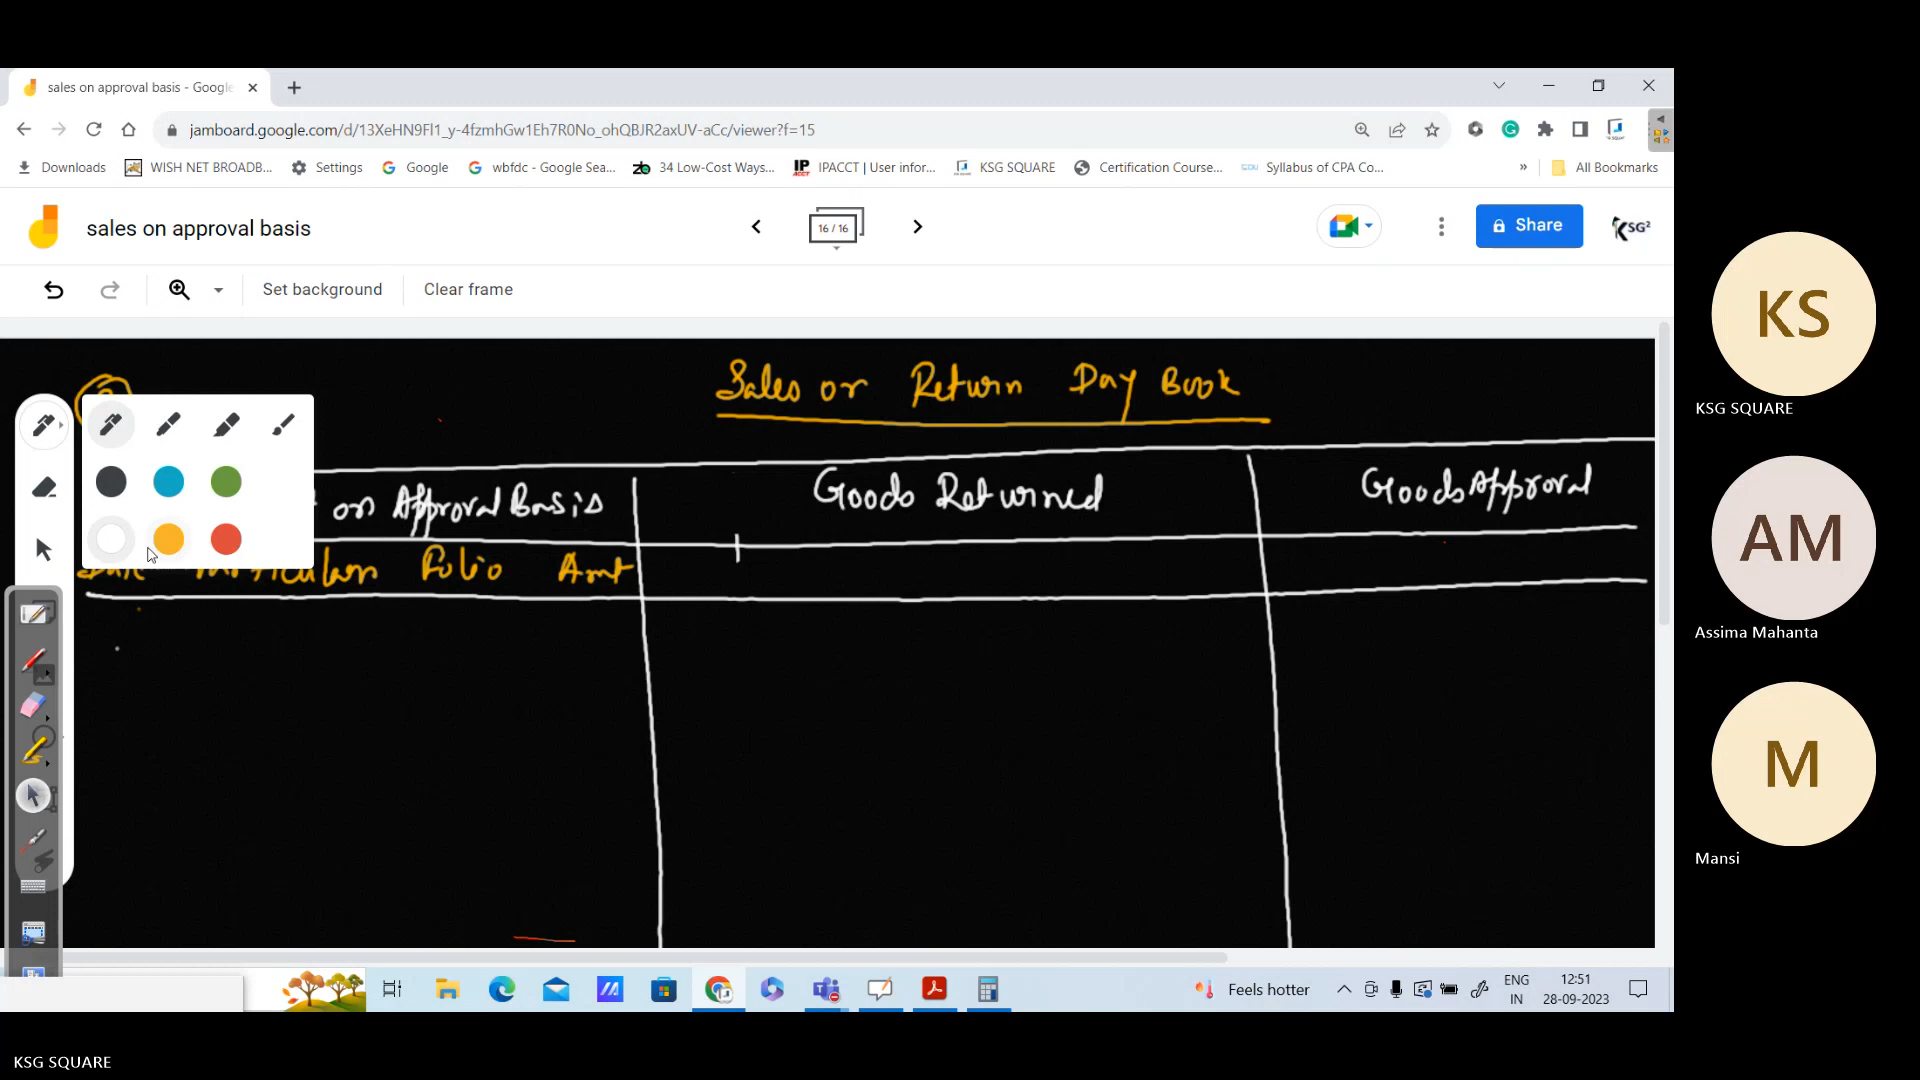 sales on approval basis - Google
jamboard.google.com/d/13XeHN9Fl1_y-4fzmhGw1Eh7R0No_ohQBJR2axUV-aCc/viewer?f=15
Downloads WISH NET BROADB... Settings Google wbfdc - Google Sea... 34 Low-Cost Ways... IPACCT | User infor... KSG SQUARE Certification Course... Syllabus of CPA Co... » All Bookmarks
sales on approval basis
16 / 16
Share
KSG²
Set background Clear frame
Sales or Return Day Book
on Approval Basis Goods Returned Goods Approval
Folio Amt
KS
KSG SQUARE
AM
Assima Mahanta
M
Mansi
Feels hotter
ENG
IN
12:51
28-09-2023
KSG SQUARE